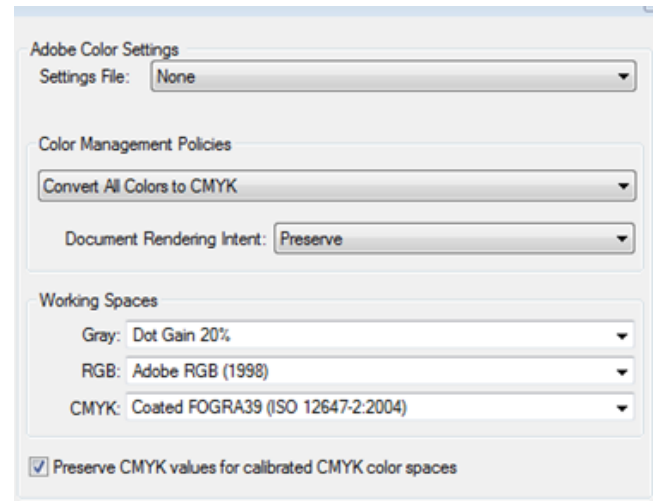 Adobe Color Settings
Settings File: None
Color Management Policies
Convert All Colors to CMYK
Document Rendering Intent: Preserve
Working Spaces
Gray: Dot Gain 20%
RGB: Adobe RGB (1998)
CMYK: Coated FOGRA39 (ISO 12647-2:2004)
Preserve CMYK values for calibrated CMYK color spaces